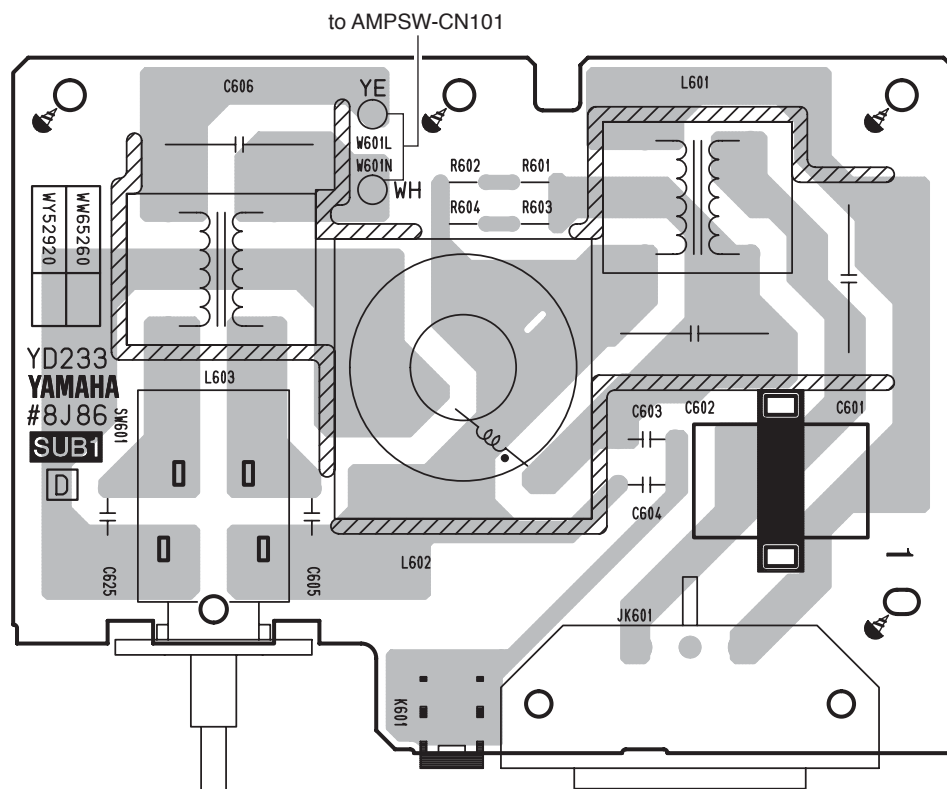 to AMPSW-CN101
C606
YE
L601
W601L
W601N
WH
R602
R601
R604
R603
WY52920
WW65260
YD233
YAMAHA
#8J86
SUB1
D
L603
SW601
C603
C602
C601
C604
L602
C625
C605
1
JK601
K601